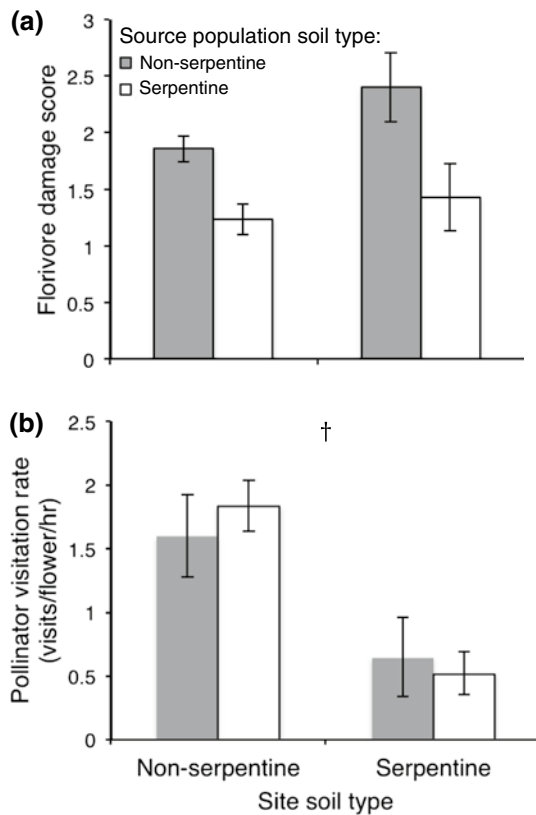 (a)
Source population soil type:
Non-serpentine
Serpentine
Florivore damage score
3
2.5
2
1.5
1
0.5
0
(b)
†
Pollinator visitation rate
(visits/flower/hr)
2.5
2
1.5
1
0.5
0
Non-serpentine Serpentine
Site soil type